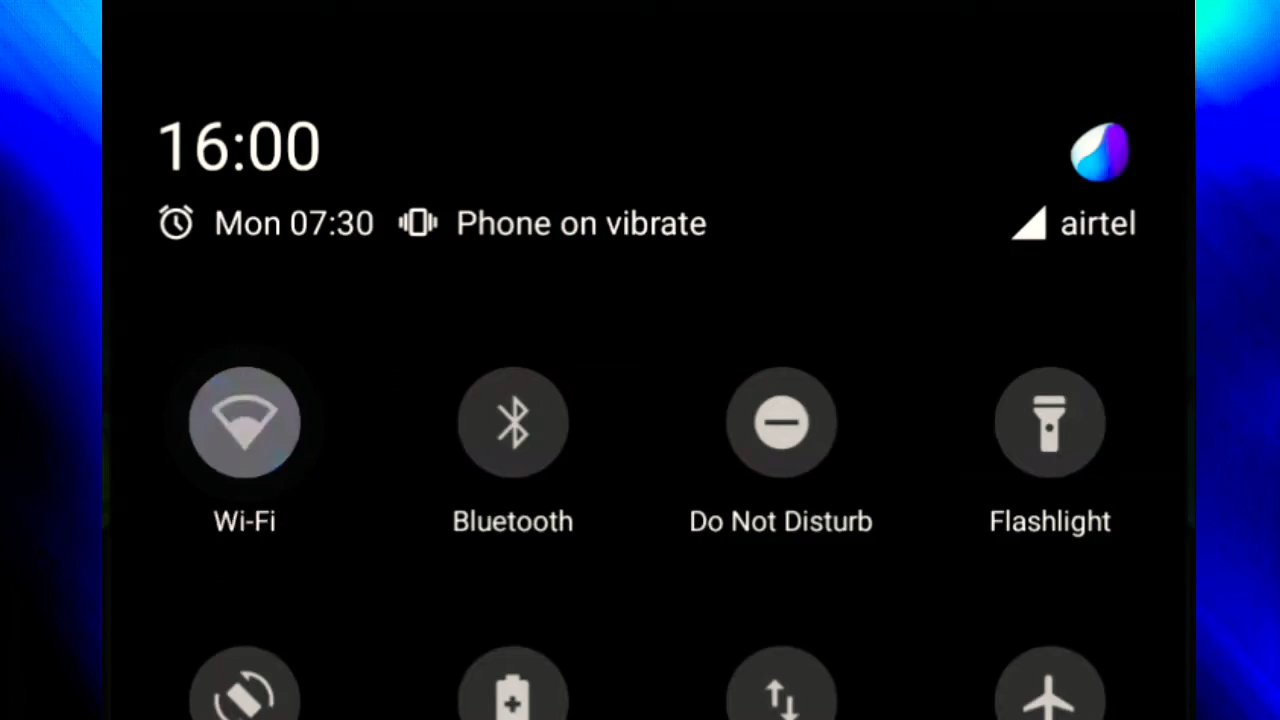 16:00
Mon 07:30 Phone on vibrate airtel
Wi-Fi Bluetooth Do Not Disturb Flashlight